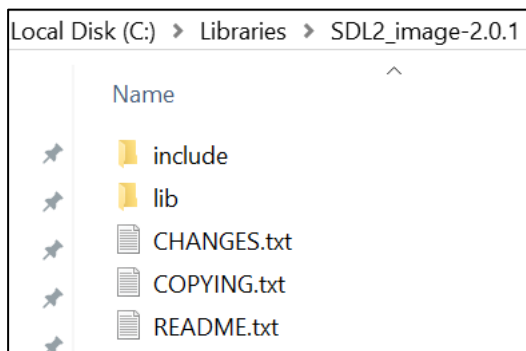 Local Disk (C:) > Libraries > SDL2_image-2.0.1
Name
include
lib
CHANGES.txt
COPYING.txt
README.txt